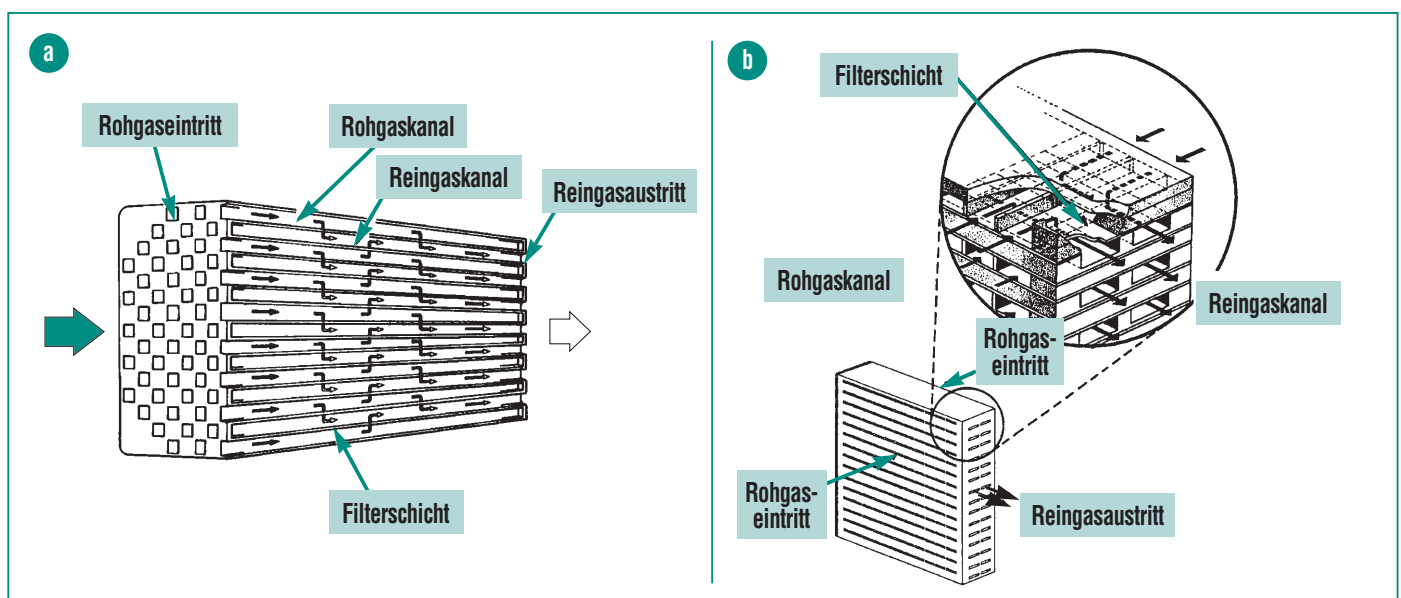 a
Rohgaseintritt
Rohgaskanal
Reingaskanal
Reingasaustritt
Filterschicht
b
Filterschicht
Rohgaskanal
Reingaskanal
Rohgas-
eintritt
Rohgas-
eintritt
Reingasaustritt